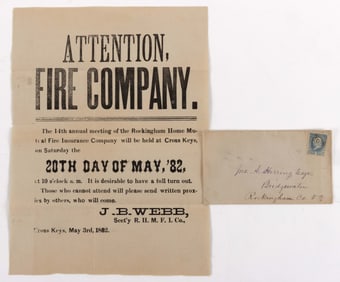 ATTENTION,
FIRE COMPANY.
The 14th annual meeting of the Rockingham Home Mu-
tual Fire Insurance Company will be held at Cross Keys,
on Saturday the
20TH DAY OF MAY, '82,
at 10 o'clock a. m. It is desirable to have a full turn out.
Those who cannot attend will please send written prox-
ies by others, who will come.
J. B. WEBB,
Sect'y R. H. M. F. I. Co.,
Cross Keys, May 3rd, 1882.
Jno. S. Herring
Bridgewater
Rockingham Co.